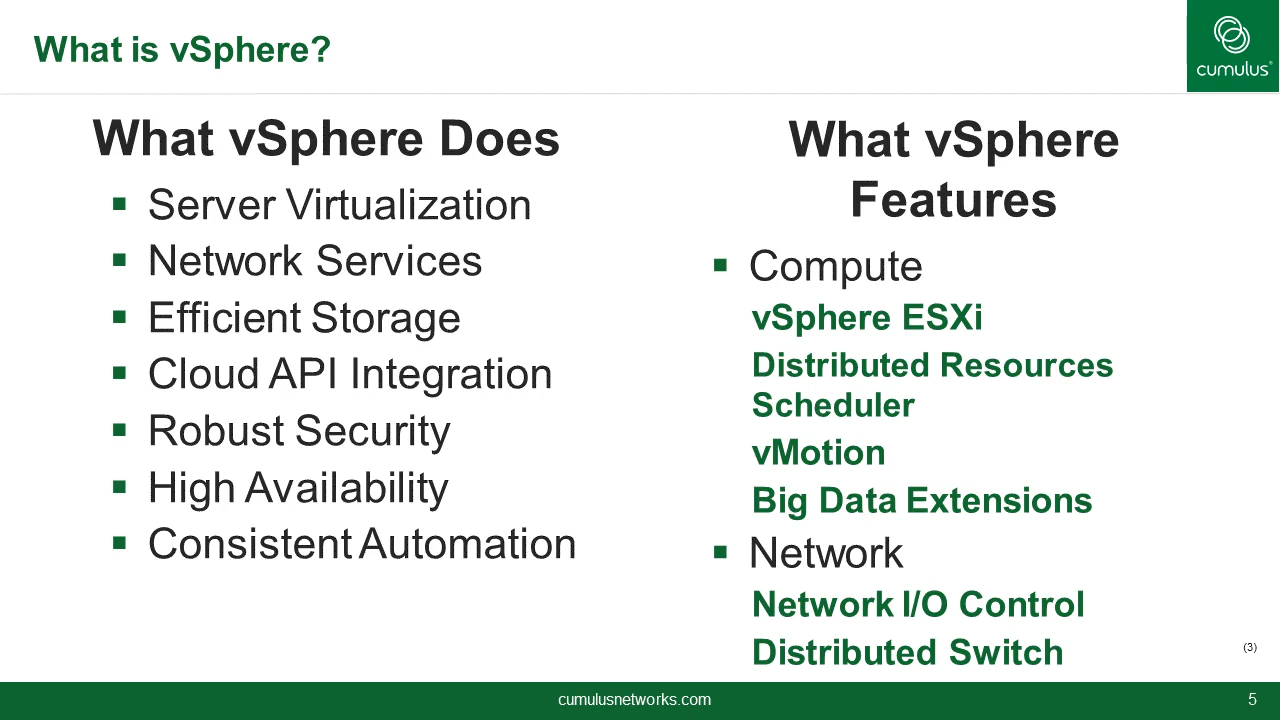 What is vSphere?
cumulus®
What vSphere Does
▪ Server Virtualization
▪ Network Services
▪ Efficient Storage
▪ Cloud API Integration
▪ Robust Security
▪ High Availability
▪ Consistent Automation
What vSphere
Features
▪ Compute
vSphere ESXi
Distributed Resources
Scheduler
vMotion
Big Data Extensions
▪ Network
Network I/O Control
Distributed Switch
(3)
cumulusnetworks.com
5